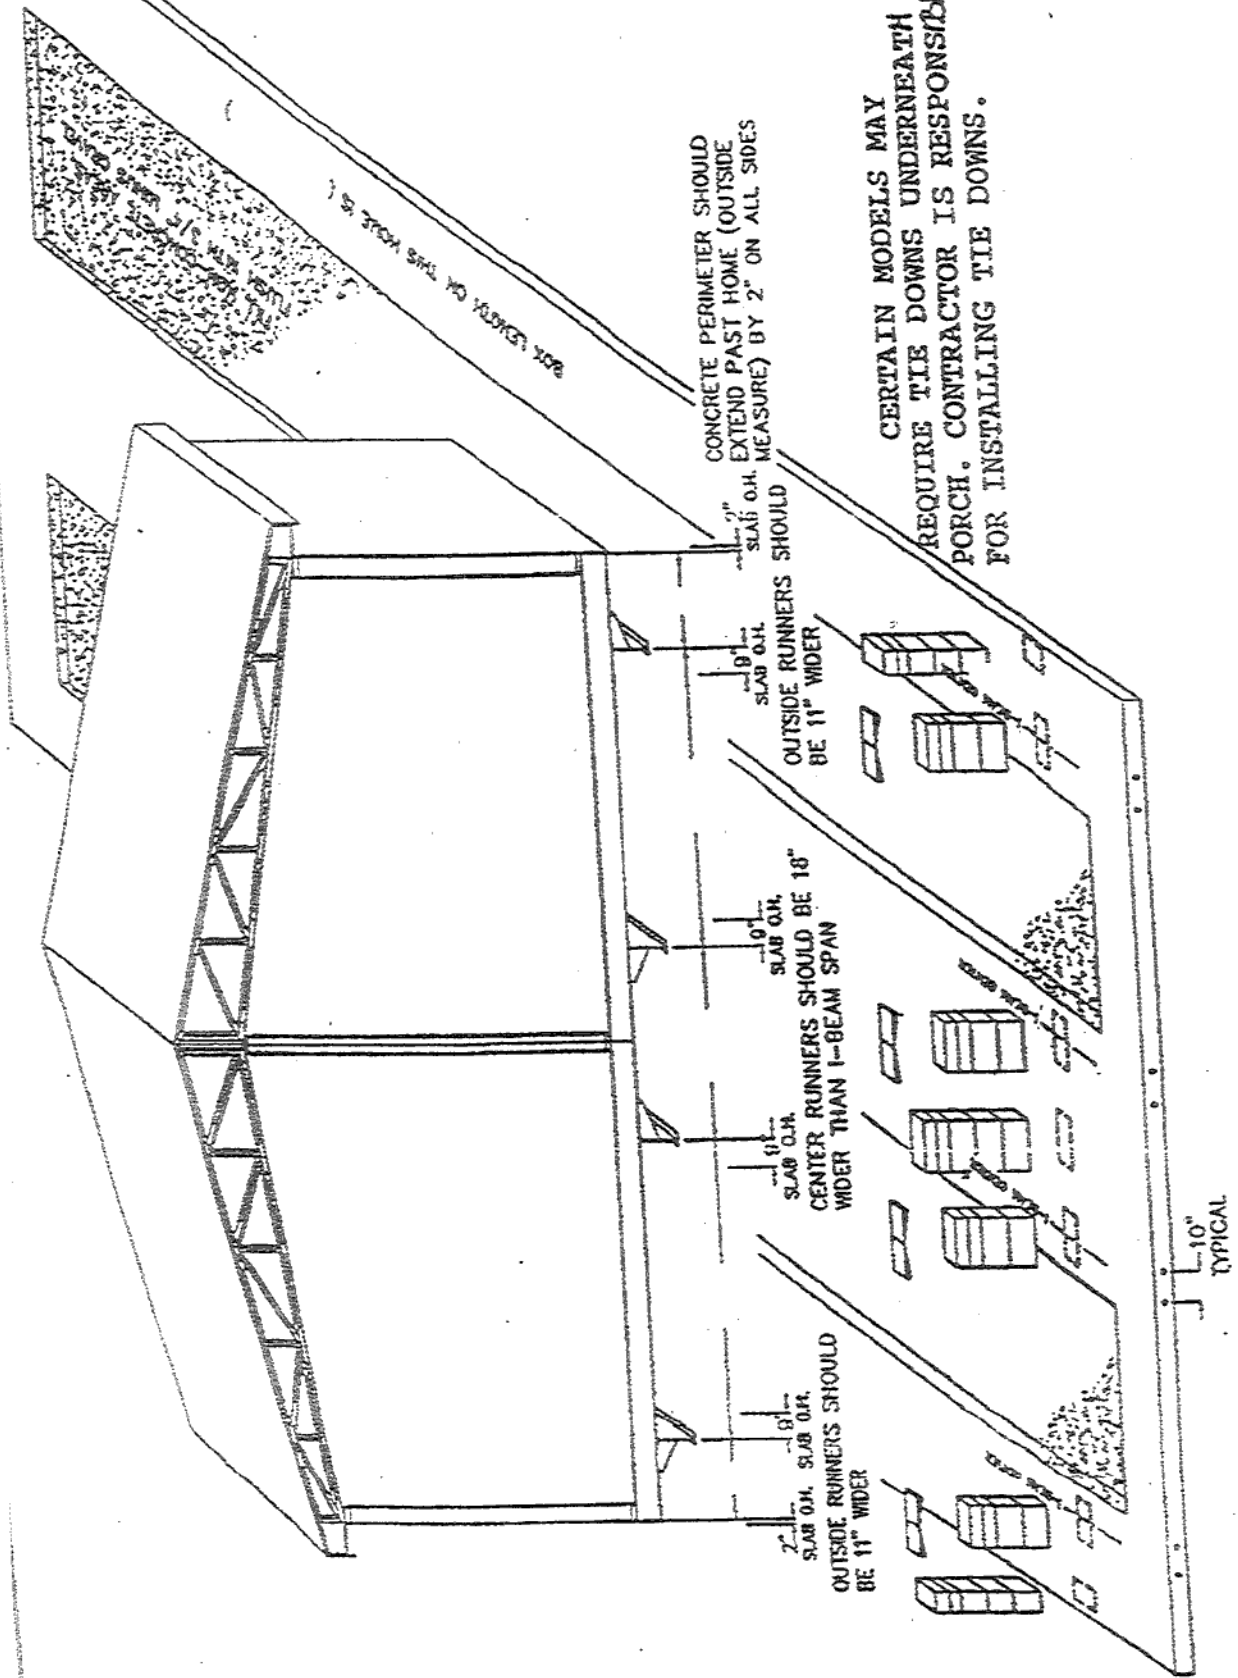 BOX LENGTH ON THIS HOUSE IS (
CONCRETE PERIMETER SHOULD
EXTEND PAST HOME (OUTSIDE
MEASURE) BY 2" ON ALL SIDES
CERTAIN MODELS MAY
REQUIRE TIE DOWNS UNDERNEATH
PORCH. CONTRACTOR IS
FOR INSTALLING TIE DOWNS.
2"
SLAB O.H.
9"
SLAB O.H.
OUTSIDE RUNNERS SHOULD
BE 11" WIDER
9"
SLAB O.H.
9"
SLAB O.H.
CENTER RUNNERS SHOULD BE 18"
WIDER THAN I-BEAM SPAN
9"
SLAB O.H.
2"
SLAB O.H.
OUTSIDE RUNNERS SHOULD
BE 11" WIDER
10"
TYPICAL